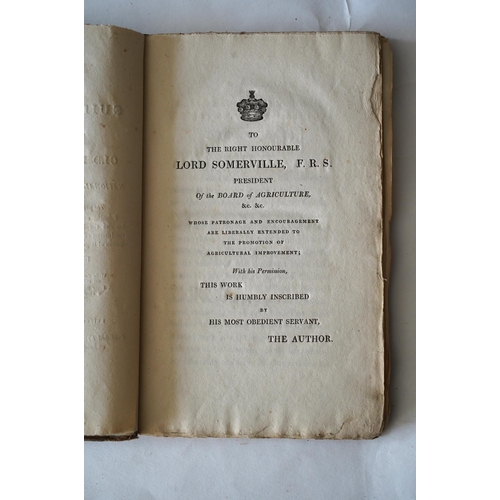 TO
THE RIGHT HONOURABLE
LORD SOMERVILLE, F. R. S.
PRESIDENT
Of the BOARD of AGRICULTURE,
&c. &c.
WHOSE PATRONAGE AND ENCOURAGEMENT
ARE LIBERALLY EXTENDED TO
THE PROMOTION OF
AGRICULTURAL IMPROVEMENT;
With his Permission,
THIS WORK
IS HUMBLY INSCRIBED
BY
HIS MOST OBEDIENT SERVANT,
THE AUTHOR.